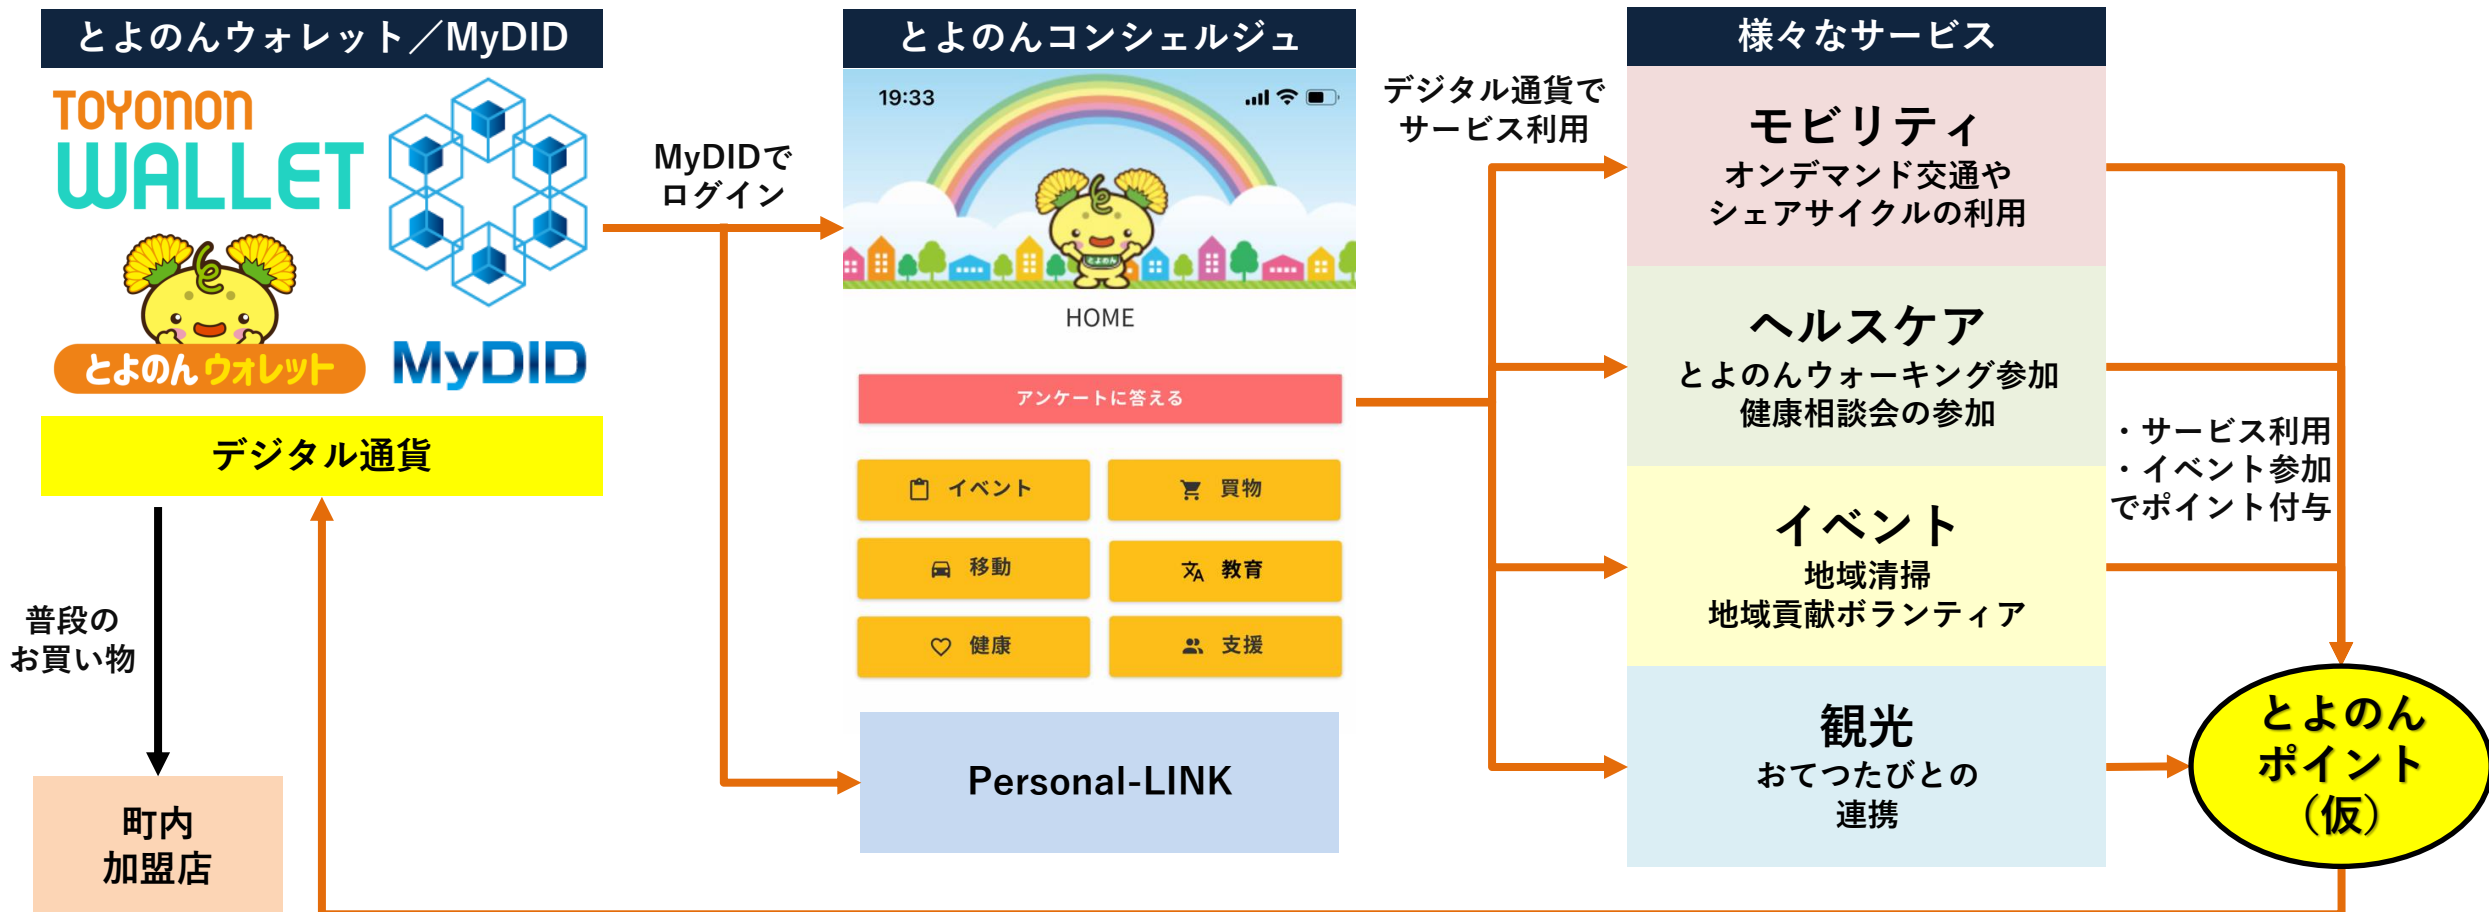 とよのんウォレット／MyDID
TOYONON
WALLET
とよのんウォレット
MyDID
デジタル通貨
普段の
お買い物
町内
加盟店
MyDIDで
ログイン
とよのんコンシェルジュ
19:33
とよのん
HOME
アンケートに答える
イベント
買物
移動
教育
健康
支援
Personal-LINK
デジタル通貨で
サービス利用
様々なサービス
モビリティ
オンデマンド交通や
シェアサイクルの利用
ヘルスケア
とよのんウォーキング参加
健康相談会の参加
イベント
地域清掃
地域貢献ボランティア
観光
おてつたびとの
連携
・サービス利用
・イベント参加
でポイント付与
とよのん
ポイント
（仮）